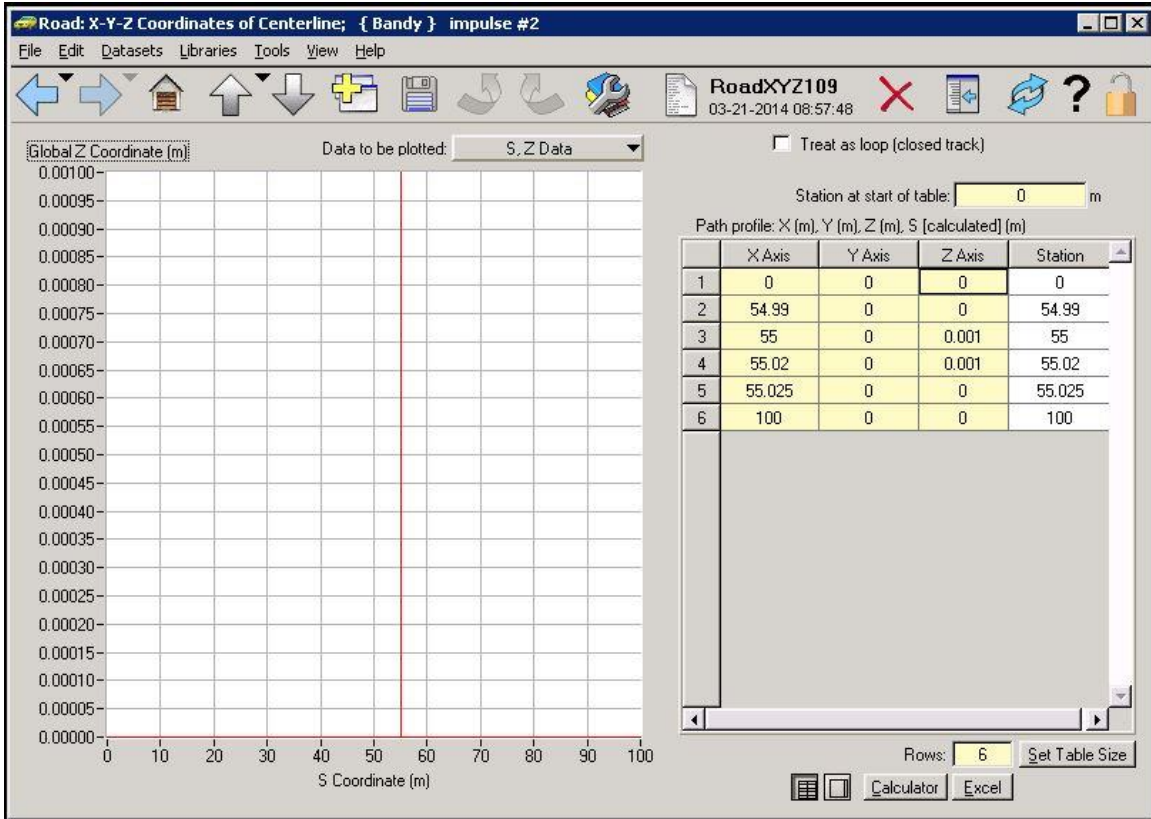 Road: X-Y-Z Coordinates of Centerline; { Bandy } impulse #2
File Edit Datasets Libraries Tools View Help
RoadXYZ109
03-21-2014 08:57:48
?
Global Z Coordinate (m)
Data to be plotted: S, Z Data
Treat as loop (closed track)
Station at start of table: 0 m
Path profile: X (m), Y (m), Z (m), S [calculated] (m)
X Axis Y Axis Z Axis Station
1 0 0 0 0
2 54.99 0 0 54.99
3 55 0 0.001 55
4 55.02 0 0.001 55.02
5 55.025 0 0 55.025
6 100 0 0 100
0.00100
0.00095
0.00090
0.00085
0.00080
0.00075
0.00070
0.00065
0.00060
0.00055
0.00050
0.00045
0.00040
0.00035
0.00030
0.00025
0.00020
0.00015
0.00010
0.00005
0.00000
0 10 20 30 40 50 60 70 80 90 100
S Coordinate (m)
Rows: 6 Set Table Size
Calculator Excel